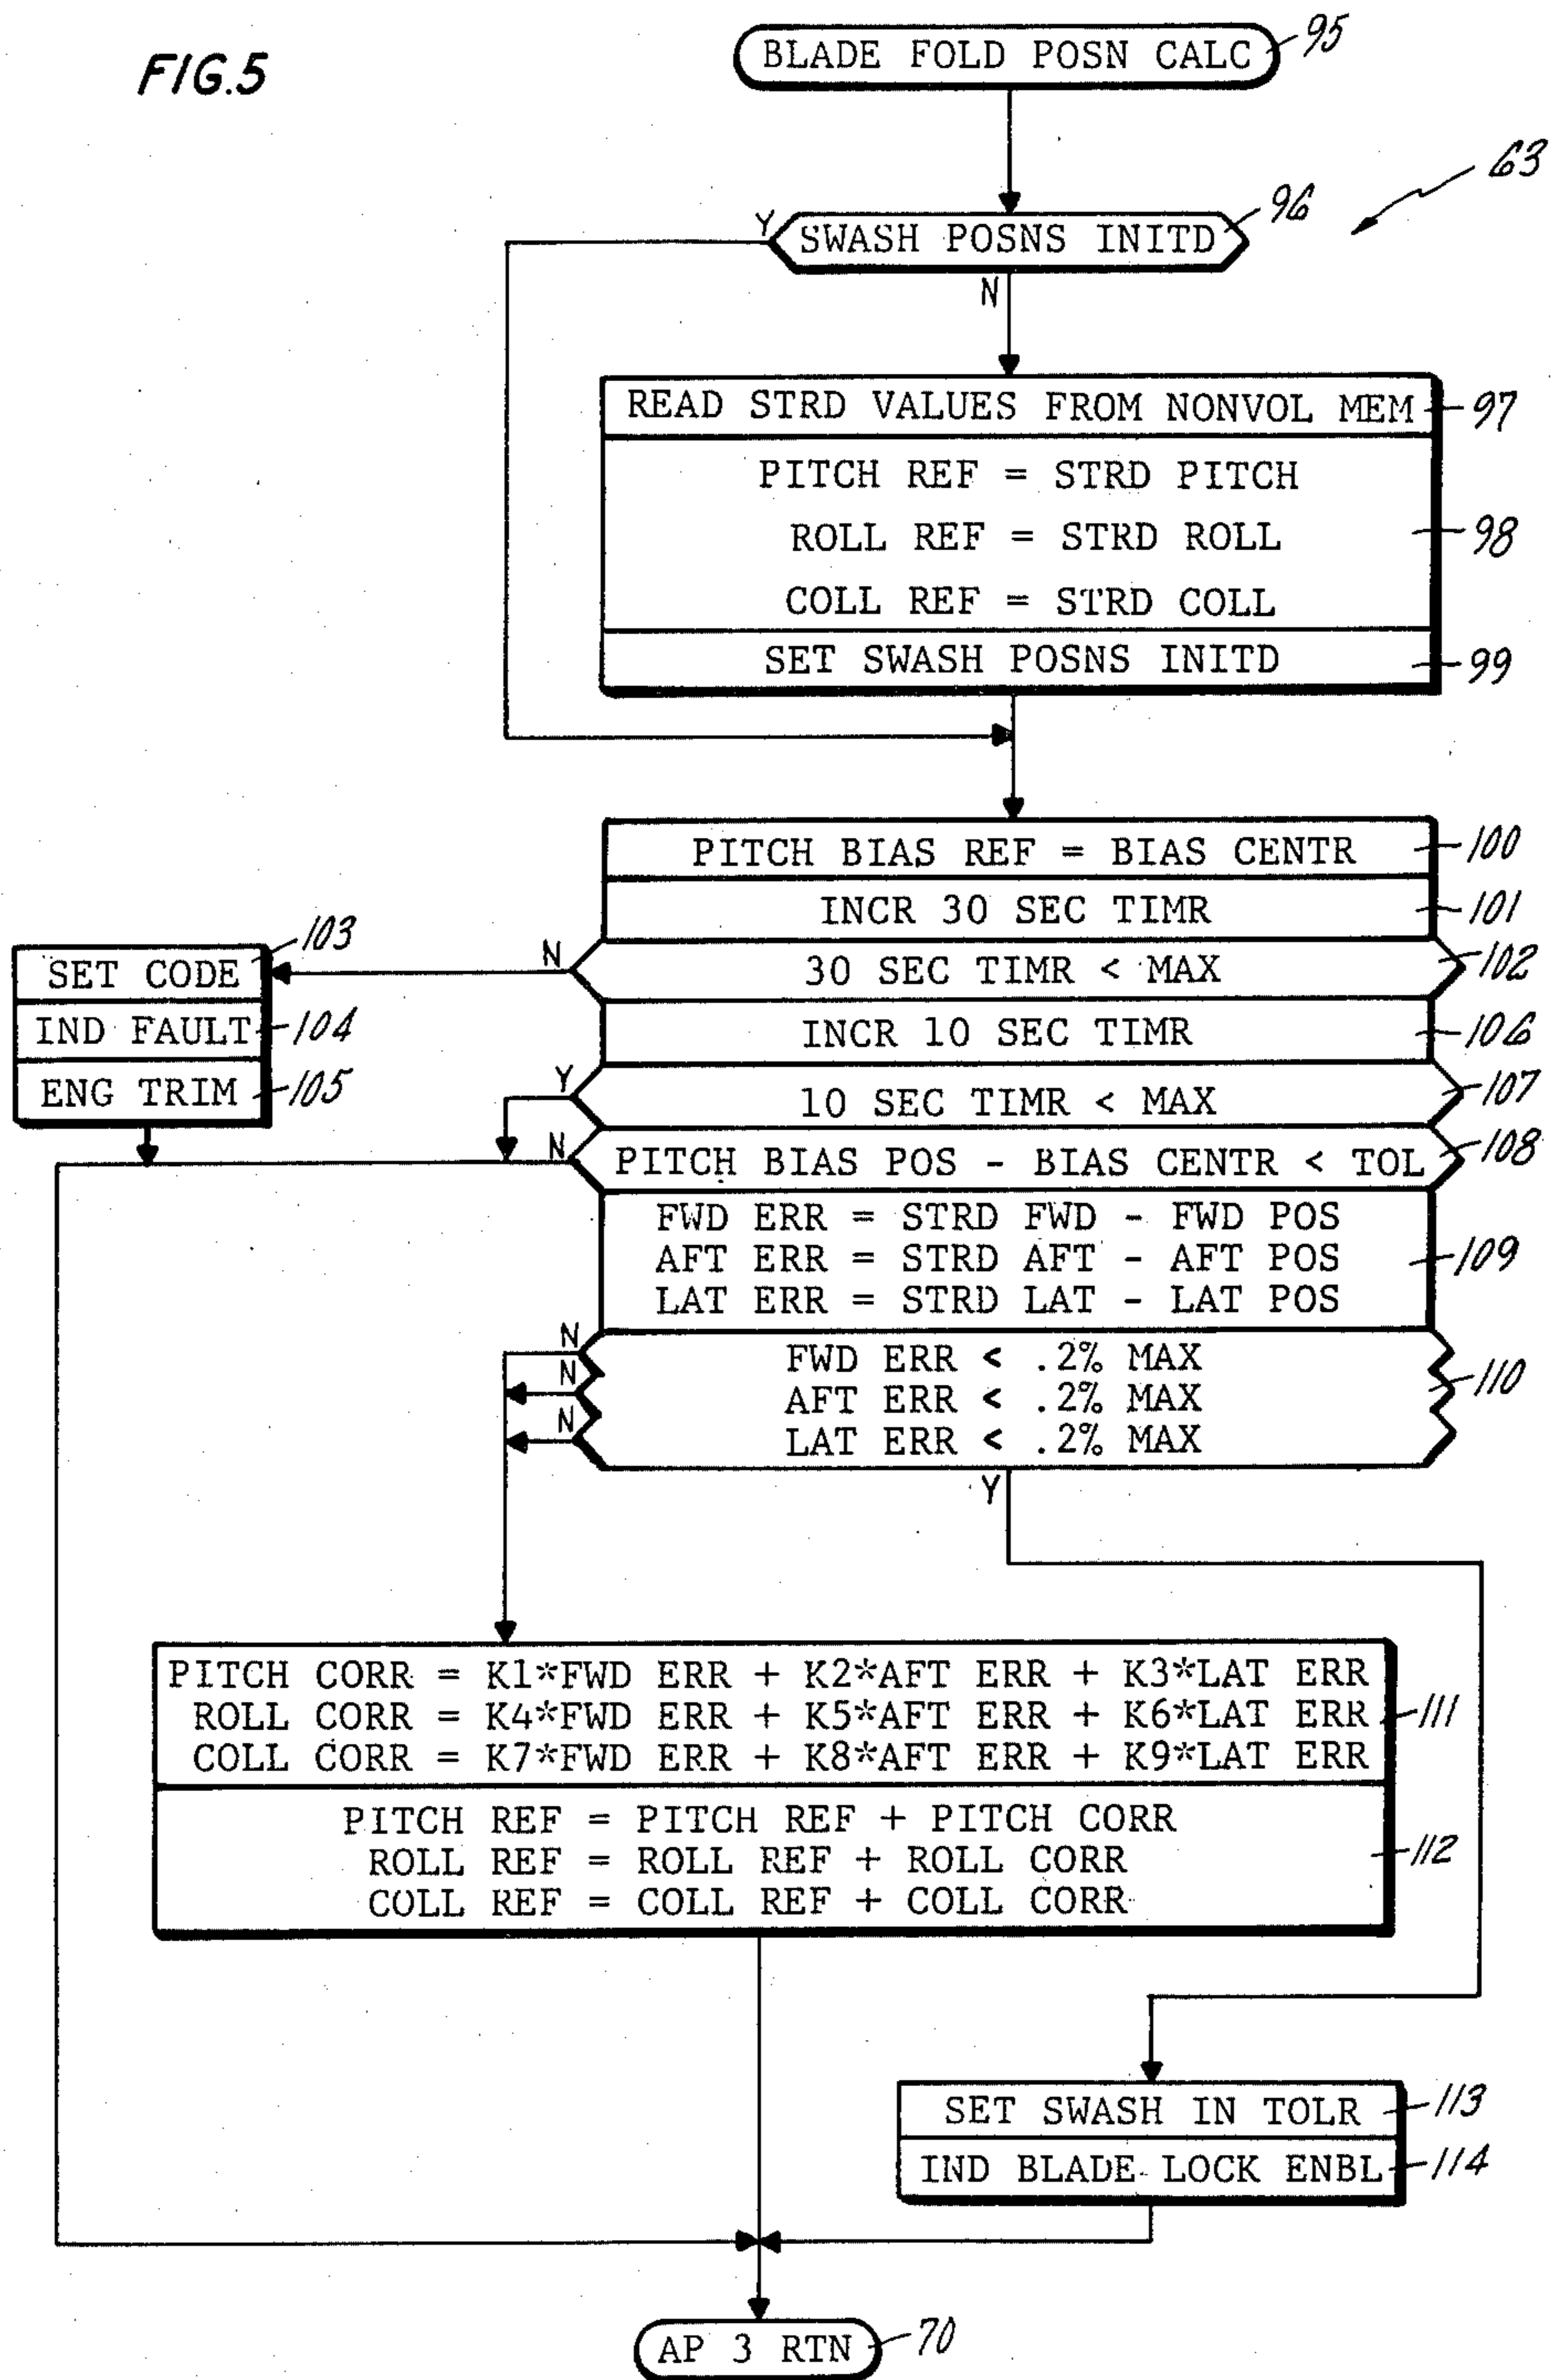 FIG.5
BLADE FOLD POSN CALC 95
63
SWASH POSNS INITD 96
Y
N
READ STRD VALUES FROM NONVOL MEM 97
PITCH REF = STRD PITCH
ROLL REF = STRD ROLL 98
COLL REF = STRD COLL
SET SWASH POSNS INITD 99
PITCH BIAS REF = BIAS CENTR 100
INCR 30 SEC TIMR 101
N 30 SEC TIMR < MAX 102
SET CODE 103
IND FAULT 104
ENG TRIM 105
INCR 10 SEC TIMR 106
Y 10 SEC TIMR < MAX 107
N PITCH BIAS POS - BIAS CENTR < TOL 108
FWD ERR = STRD FWD - FWD POS
AFT ERR = STRD AFT - AFT POS 109
LAT ERR = STRD LAT - LAT POS
N FWD ERR < .2% MAX
N AFT ERR < .2% MAX 110
N LAT ERR < .2% MAX
Y
PITCH CORR = K1*FWD ERR + K2*AFT ERR + K3*LAT ERR
ROLL CORR = K4*FWD ERR + K5*AFT ERR + K6*LAT ERR 111
COLL CORR = K7*FWD ERR + K8*AFT ERR + K9*LAT ERR
PITCH REF = PITCH REF + PITCH CORR
ROLL REF = ROLL REF + ROLL CORR 112
COLL REF = COLL REF + COLL CORR
SET SWASH IN TOLR 113
IND BLADE LOCK ENBL 114
AP 3 RTN 70